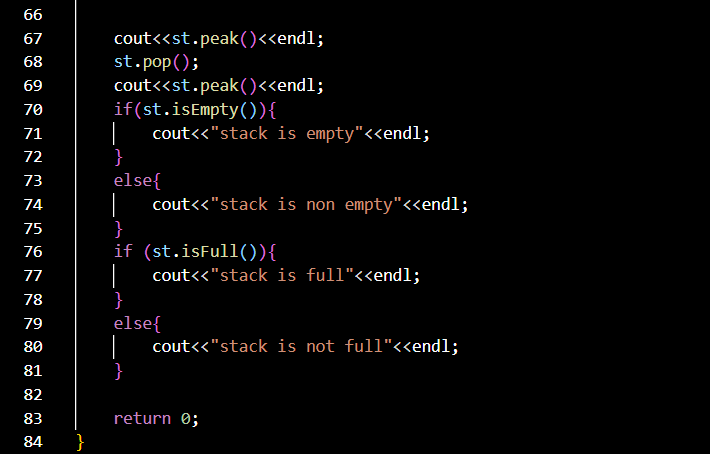 66
67 cout<<st.peak()<<endl;
68 st.pop();
69 cout<<st.peak()<<endl;
70 if(st.isEmpty()){
71 cout<<"stack is empty"<<endl;
72 }
73 else{
74 cout<<"stack is non empty"<<endl;
75 }
76 if (st.isFull()){
77 cout<<"stack is full"<<endl;
78 }
79 else{
80 cout<<"stack is not full"<<endl;
81 }
82
83 return 0;
84 }